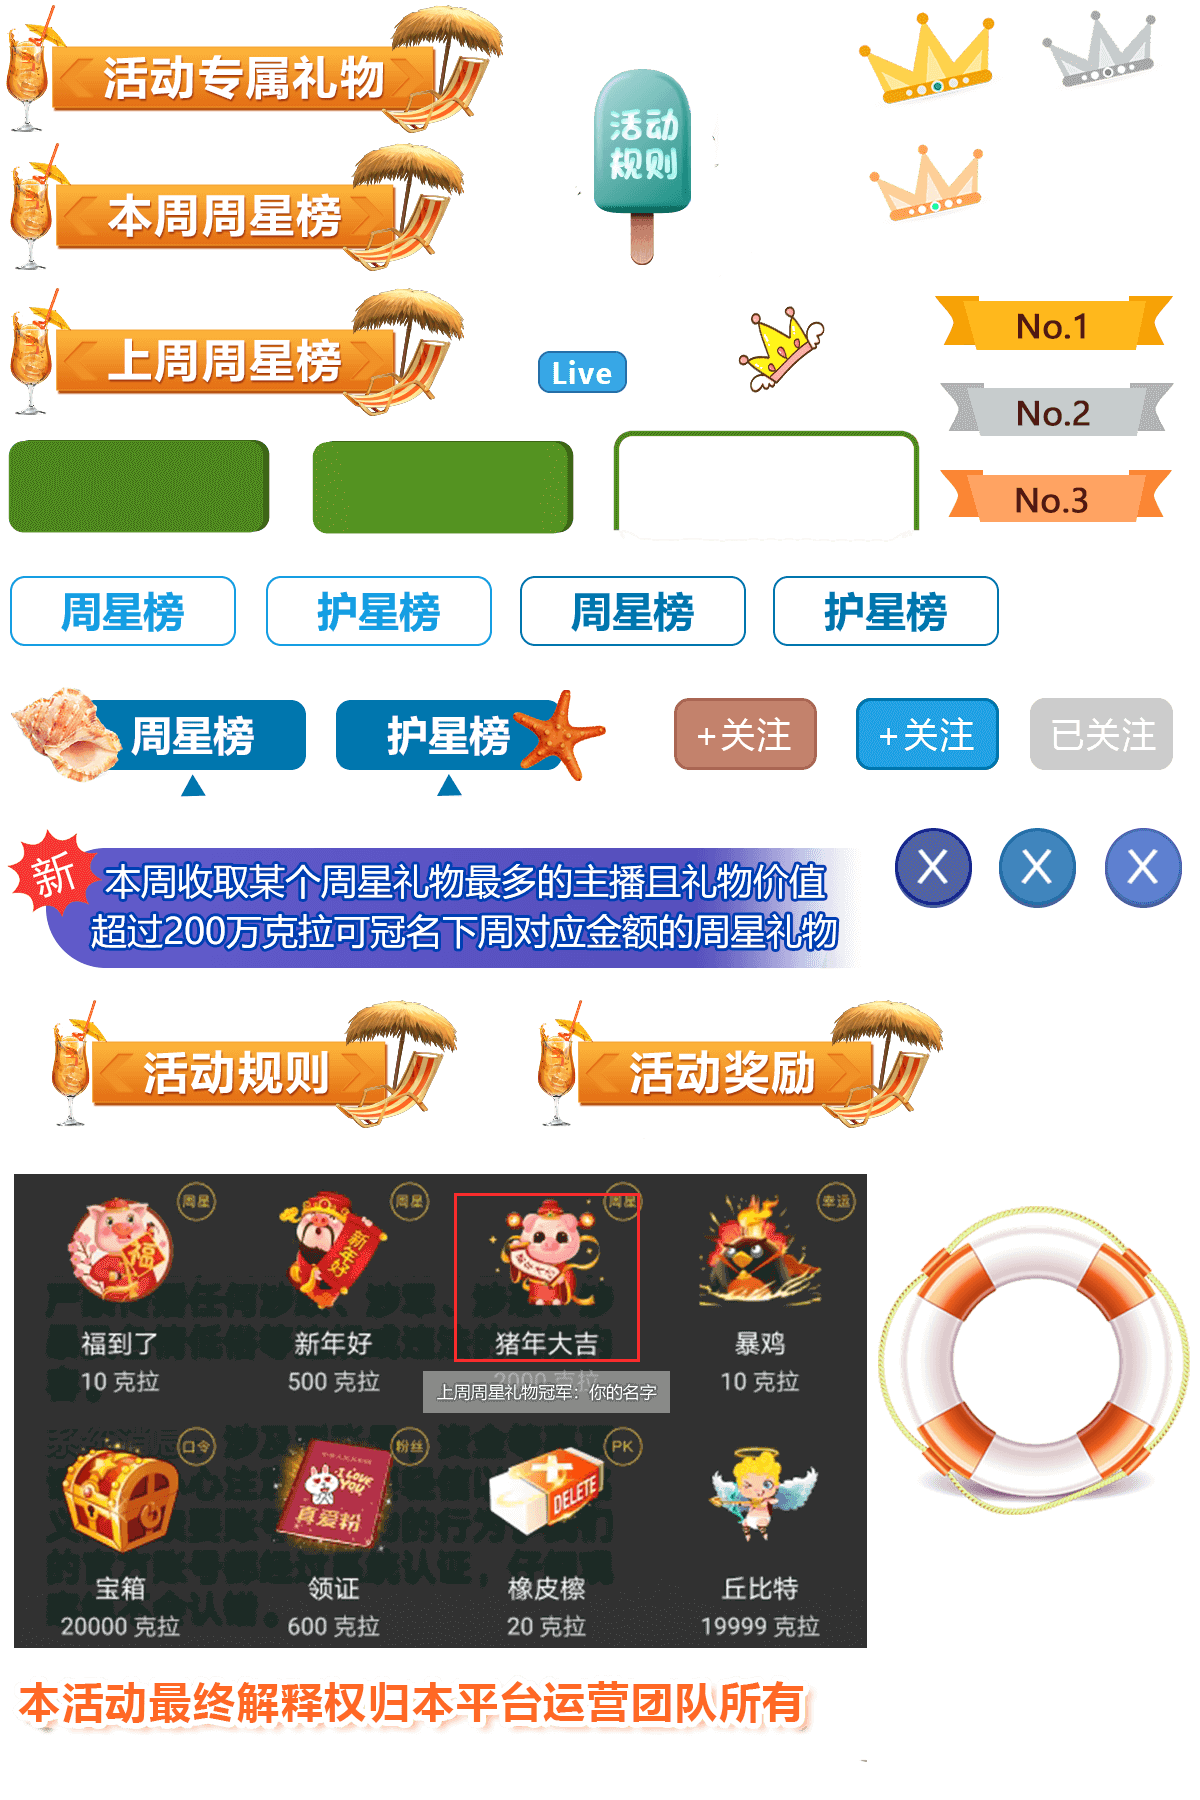 活动专属礼物
活动
规则
本周周星榜
上周周星榜
Live
No.1
No.2
No.3
周星榜
护星榜
周星榜
护星榜
周星榜
护星榜
+关注
+关注
已关注
新
本周收取某个周星礼物最多的主播且礼物价值
超过200万克拉可冠名下周对应金额的周星礼物
X
X
X
活动规则
活动奖励
周星
周星
周星
幸运
福
新年好
福到了
新年好
猪年大吉
暴鸡
10 克拉
500 克拉
2000 克拉
10 克拉
上周周星礼物冠军：你的名字
口令
粉丝
PK
I LOVE
YOU
真爱粉
DELETE
宝箱
领证
橡皮檫
丘比特
20000 克拉
600 克拉
20 克拉
19999 克拉
本活动最终解释权归本平台运营团队所有